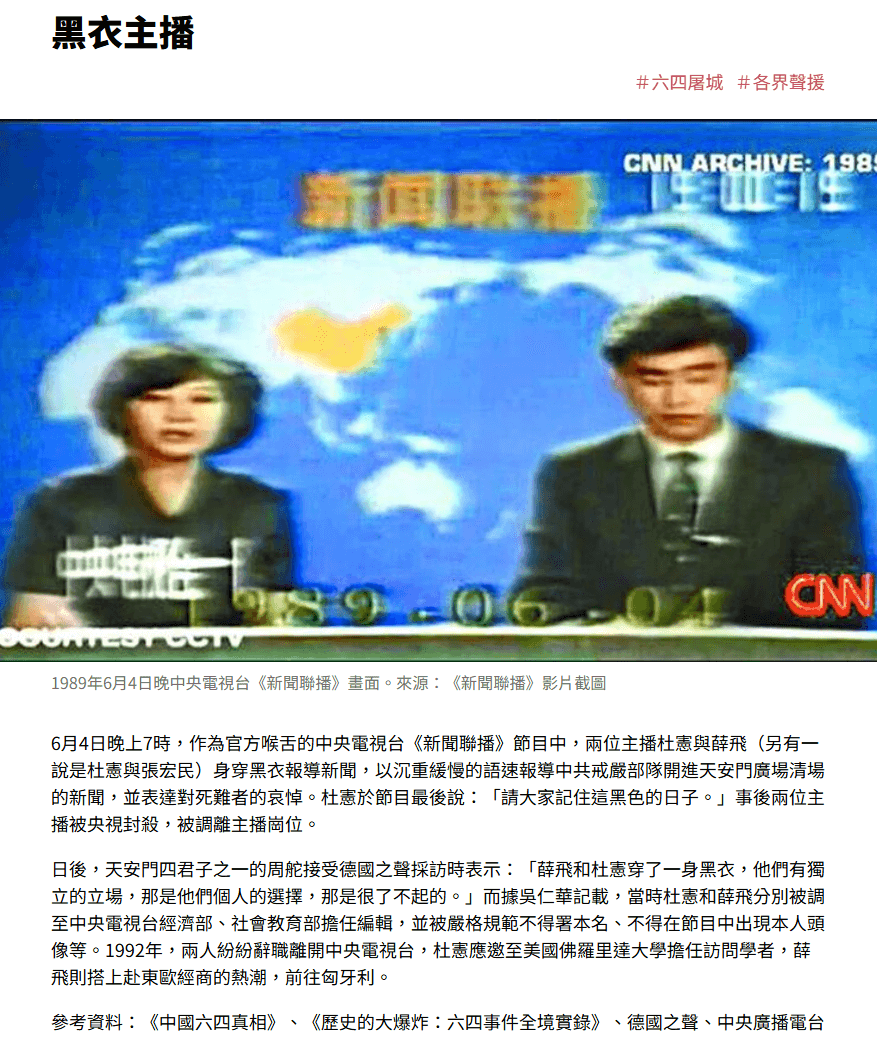 黑衣主播
＃六四屠城 ＃各界聲援
CNN ARCHIVE: 1989
新闻联播
1989.06.04
CNN
COURTESY CCTV
1989年6月4日晚中央電視台《新聞聯播》畫面。來源：《新聞聯播》影片截圖
6月4日晚上7時，作為官方喉舌的中央電視台《新聞聯播》節目中，兩位主播杜憲與薛飛（另有一
說是杜憲與張宏民）身穿黑衣報導新聞，以沉重緩慢的語速報導中共戒嚴部隊開進天安門廣場清場
的新聞，並表達對死難者的哀悼。杜憲於節目最後說：「請大家記住這黑色的日子。」事後兩位主
播被央視封殺，被調離主播崗位。
日後，天安門四君子之一的周舵接受德國之聲採訪時表示：「薛飛和杜憲穿了一身黑衣，他們有獨
立的立場，那是他們個人的選擇，那是很了不起的。」而據吳仁華記載，當時杜憲和薛飛分別被調
至中央電視台經濟部、社會教育部擔任編輯，並被嚴格規範不得署本名、不得在節目中出現本人頭
像等。1992年，兩人紛紛辭職離開中央電視台，杜憲應邀至美國佛羅里達大學擔任訪問學者，薛
飛則搭上赴東歐經商的熱潮，前往匈牙利。
參考資料：《中國六四真相》、《歷史的大爆炸：六四事件全境實錄》、德國之聲、中央廣播電台